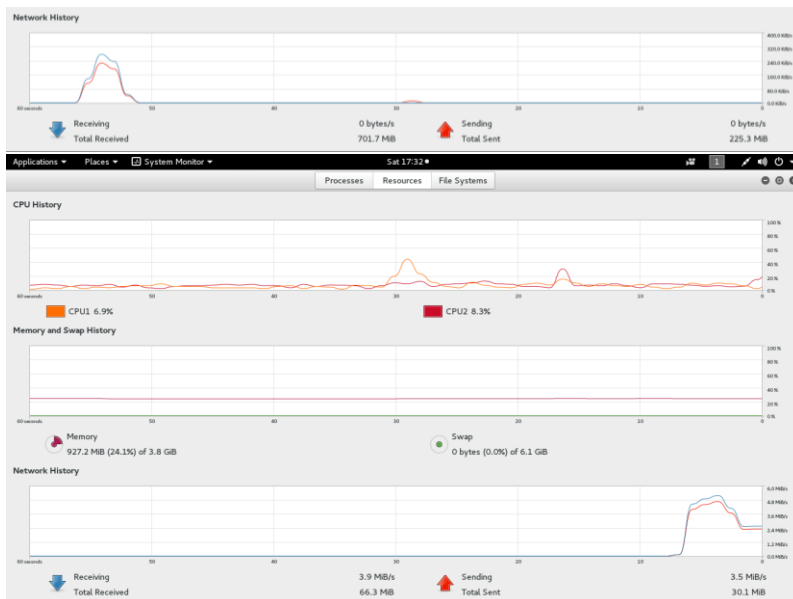 Network History
400.0 KiB/s
320.0 KiB/s
240.0 KiB/s
160.0 KiB/s
80.0 KiB/s
0.0 KiB/s
60 seconds 50 40 30 20 10 0
Receiving 0 bytes/s Sending 0 bytes/s
Total Received 701.7 MiB Total Sent 225.3 MiB
Applications Places System Monitor Sat 17:32 1
Processes Resources File Systems
CPU History
100 %
80 %
60 %
40 %
20 %
0 %
60 seconds 50 40 30 20 10 0
CPU1 6.9% CPU2 8.3%
Memory and Swap History
100 %
80 %
60 %
40 %
20 %
0 %
60 seconds 50 40 30 20 10 0
Memory Swap
927.2 MiB (24.1%) of 3.8 GiB 0 bytes (0.0%) of 6.1 GiB
Network History
6.0 MiB/s
4.8 MiB/s
3.6 MiB/s
2.4 MiB/s
1.2 MiB/s
0.0 MiB/s
60 seconds 50 40 30 20 10 0
Receiving 3.9 MiB/s Sending 3.5 MiB/s
Total Received 66.3 MiB Total Sent 30.1 MiB